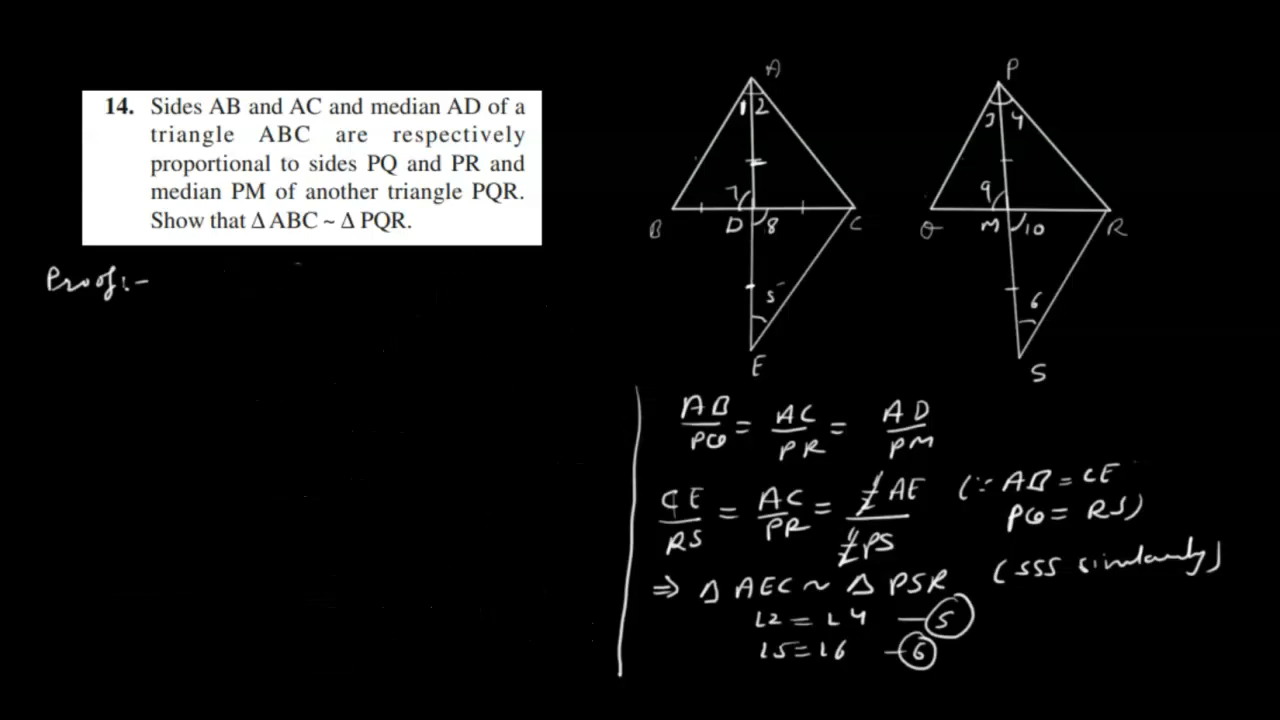 14. Sides AB and AC and median AD of a
triangle ABC are respectively
proportional to sides PQ and PR and
median PM of another triangle PQR.
Show that Δ ABC ~ Δ PQR.
Proof:-
A
1 2
7
B D 8 C
5
E
P
3 4
9
Q M 10 R
6
S
AB/PQ = AC/PR = AD/PM
CE/RS = AC/PR = ½AE/½PS (∵ AB = CE
PQ = RS)
⇒ Δ AEC ~ Δ PSR (SSS similarity)
∠2 = ∠4 —(5)
∠5 = ∠6 —(6)